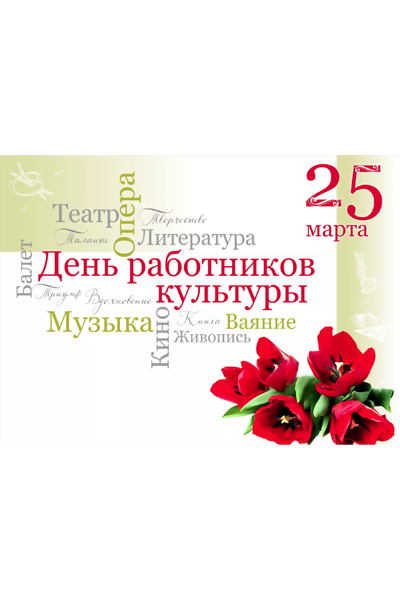 25
марта
Театр
Опера
Творчество
Талант
Литература
Балет
День работников
культуры
Триумф
Вдохновение
Музыка
Кино
Книга
Ваяние
Живопись